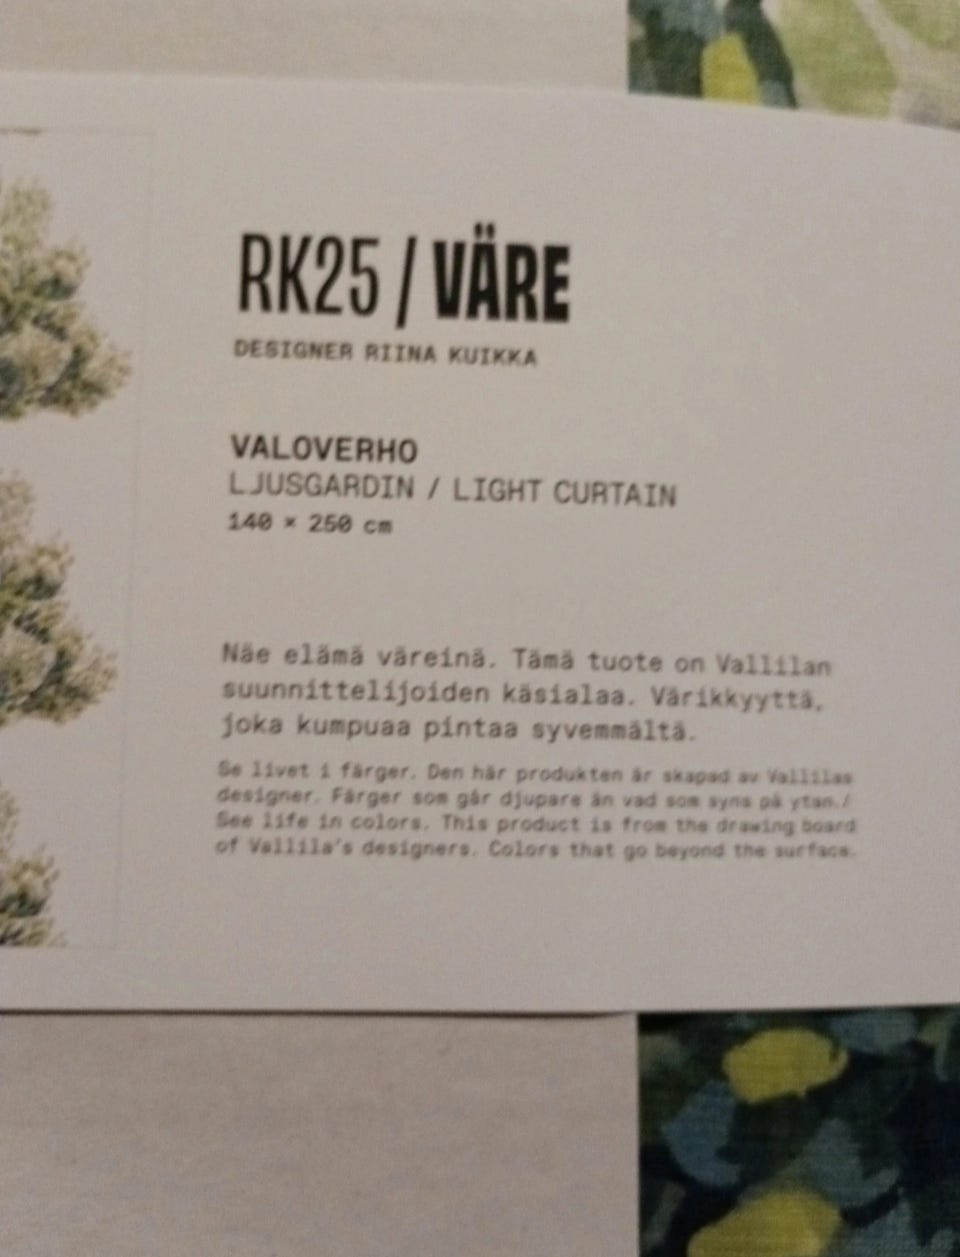 RK25 / VÄRE
DESIGNER RIINA KUIKKA
VALOVERHO
LJUSGARDIN / LIGHT CURTAIN
140 × 250 cm
Näe elämä väreinä. Tämä tuote on Vallilan
suunnittelijoiden käsialaa. Värikkyyttä,
joka kumpuaa pintaa syvemmältä.
Se livet i färger. Den här produkten är skapad av Vallilas
designer. Färger som går djupare än vad som syns på ytan./
See life in colors. This product is from the drawing board
of Vallila's designers. Colors that go beyond the surface.